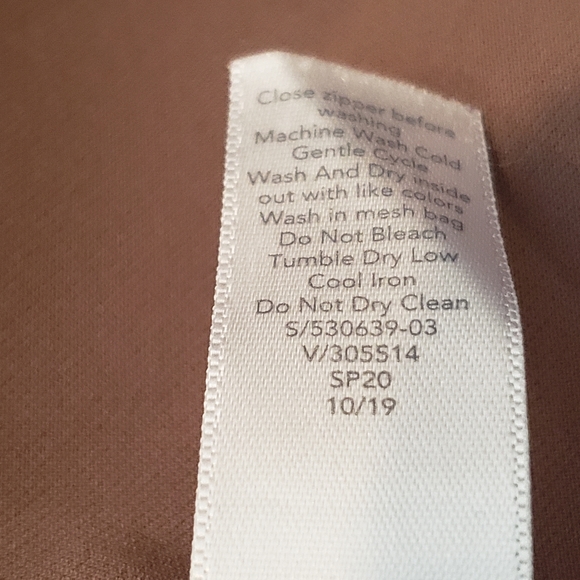 Close zipper before
washing
Machine Wash Cold
Gentle Cycle
Wash And Dry inside
out with like colors
Wash in mesh bag
Do Not Bleach
Tumble Dry Low
Cool Iron
Do Not Dry Clean
S/530639-03
V/305514
SP20
10/19